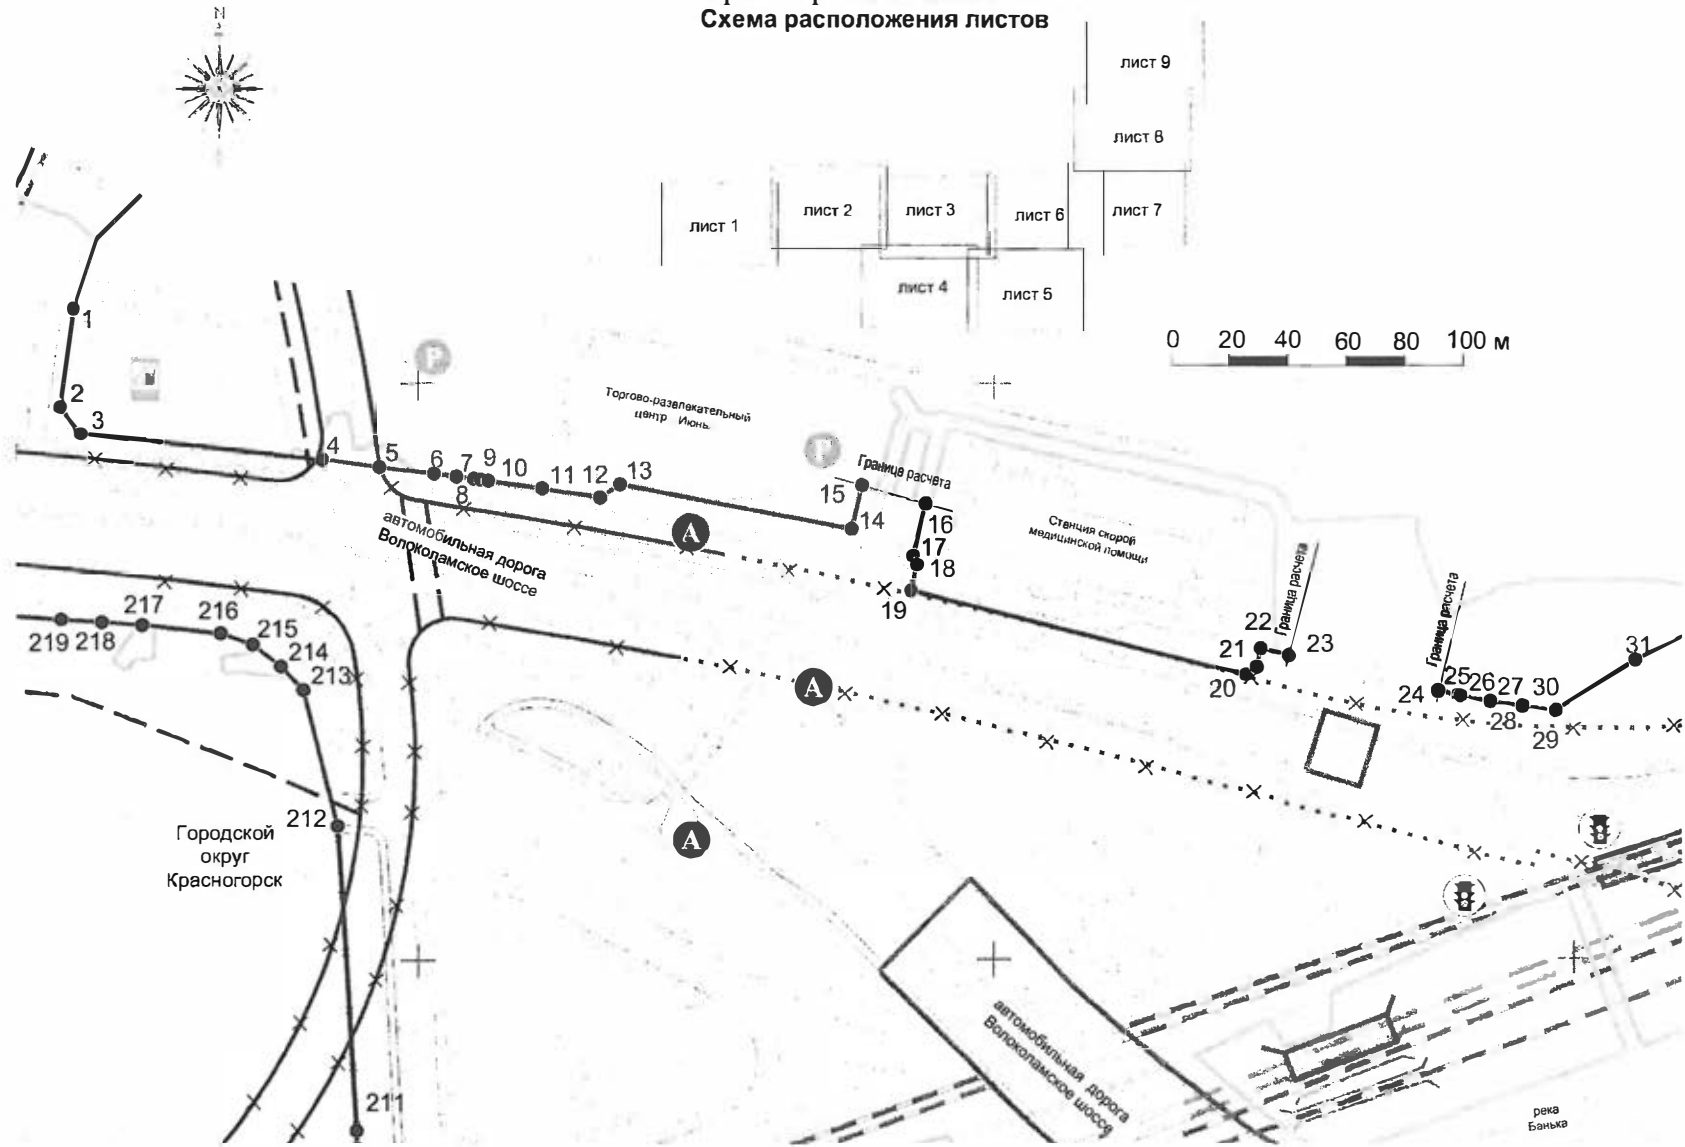 Схема расположения листов
N
лист 9
лист 8
лист 1
лист 2
лист 3
лист 6
лист 7
лист 4
лист 5
0 20 40 60 80 100 м
1
2
3
4
5
6
7
8
9
10
11
12
13
14
15
P
Торгово-развлекательный
центр Июнь
P
Граница расчета
16
17
18
19
Станция скорой
медицинской помощи
автомобильная дорога
Волоколамское шоссе
A
A
A
20
21
22
23
Граница расчета
Граница расчета
24
25
26
27
28
29
30
31
219
218
217
216
215
214
213
212
211
Городской
округ
Красногорск
автомобильная дорога
Волоколамское шоссе
река
Банька